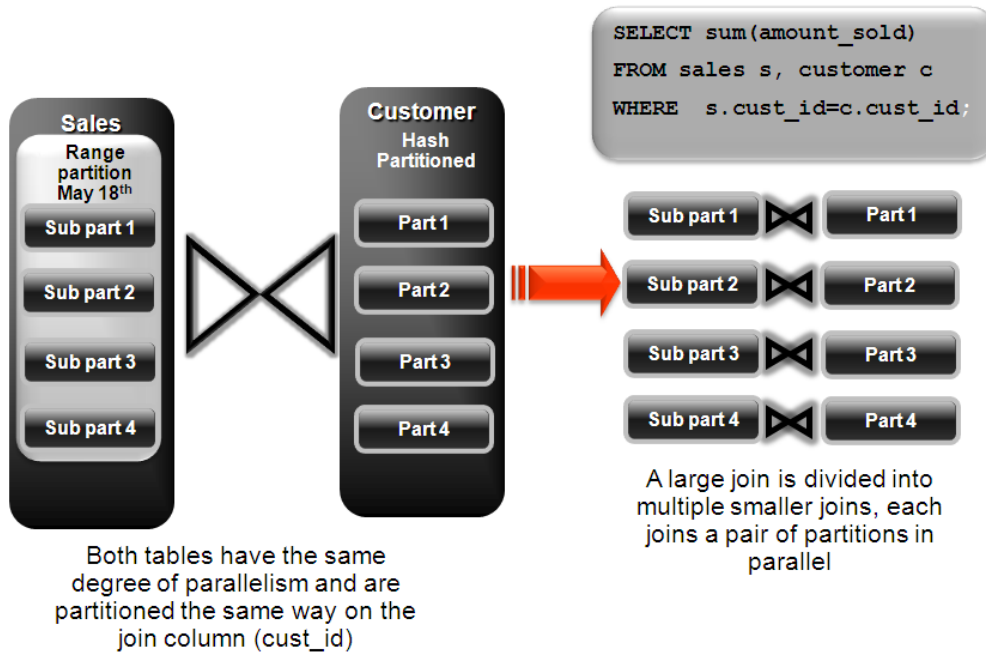 SELECT sum(amount_sold)
FROM sales s, customer c
WHERE s.cust_id=c.cust_id;
Sales
Range
partition
May 18th
Sub part 1
Sub part 2
Sub part 3
Sub part 4
Customer
Hash
Partitioned
Part 1
Part 2
Part 3
Part 4
Sub part 1
Part 1
Sub part 2
Part 2
Sub part 3
Part 3
Sub part 4
Part 4
Both tables have the same
degree of parallelism and are
partitioned the same way on the
join column (cust_id)
A large join is divided into
multiple smaller joins, each
joins a pair of partitions in
parallel